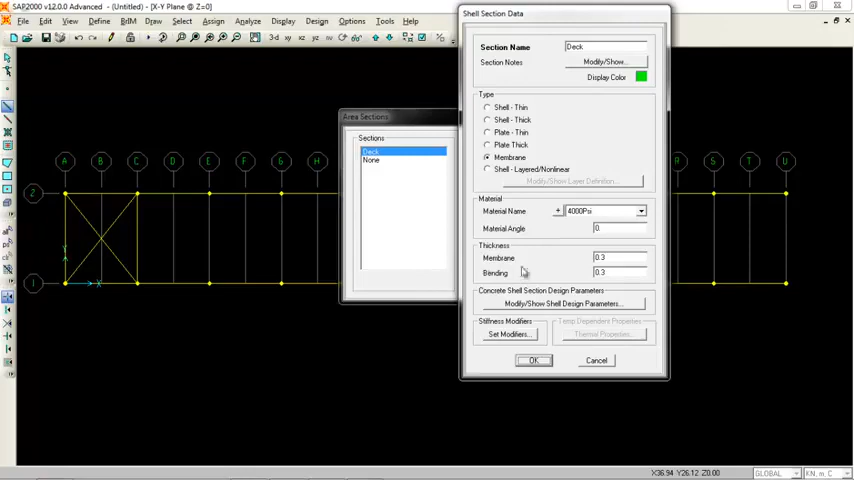 SAP2000 v12.0.0 Advanced - (Untitled) - [X-Y Plane @ Z=0]
File Edit View Define BrIM Draw Select Assign Analyze Display Design Options Tools Help
3-d xy xz yz
Shell Section Data
Section Name Deck
Section Notes Modify/Show...
Display Color
Type
Shell - Thin
Shell - Thick
Plate - Thin
Plate Thick
Membrane
Shell - Layered/Nonlinear
Modify/Show Layer Definition...
Material
Material Name + 4000Psi
Material Angle 0.
Thickness
Membrane 0.3
Bending 0.3
Concrete Shell Section Design Parameters
Modify/Show Shell Design Parameters...
Stiffness Modifiers
Set Modifiers...
Temp Dependent Properties
Thermal Properties...
OK Cancel
Area Sections
Sections
Deck
None
A B C D E F G H R S T U
2
Y
1 X
X36.94 Y26.12 Z0.00 GLOBAL KN, m, C